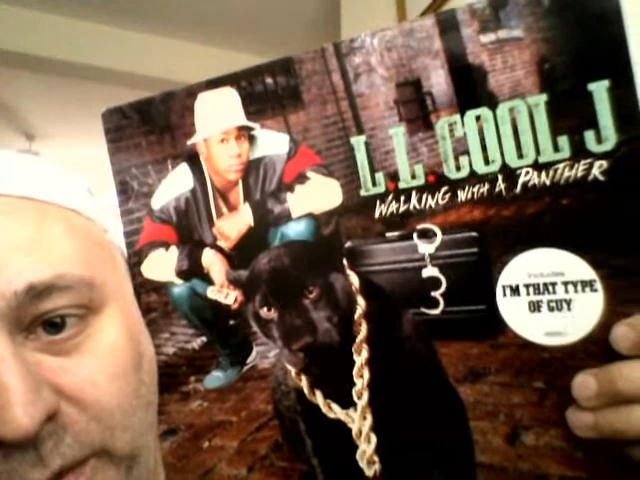 L.L. COOL J
WALKING WITH A PANTHER
I'M THAT TYPE
OF GUY